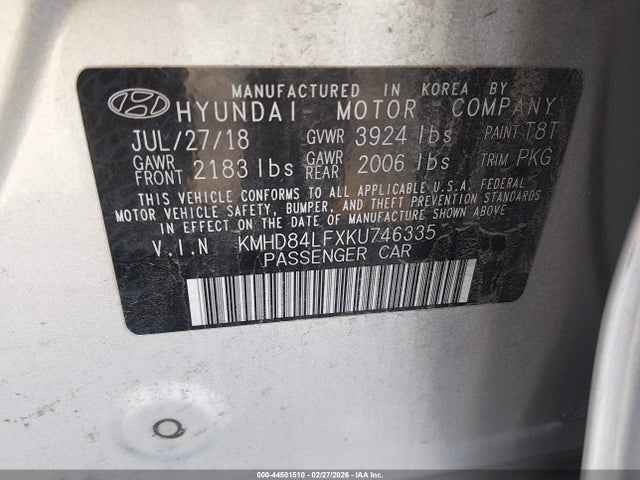 MANUFACTURED IN KOREA BY
HYUNDAI MOTOR COMPANY
JUL/27/18 GVWR 3924 lbs PAINT T8T
GAWR FRONT 2183 lbs GAWR REAR 2006 lbs TRIM PKG
THIS VEHICLE CONFORMS TO ALL APPLICABLE U.S.A. FEDERAL
MOTOR VEHICLE SAFETY BUMPER AND THEFT PREVENTION STANDARDS
IN EFFECT ON THE DATE OF MANUFACTURE SHOWN ABOVE
V.I.N KMHD84LFXKU746335
PASSENGER CAR
000-44501510 | 02/27/2026 | IAA Inc.